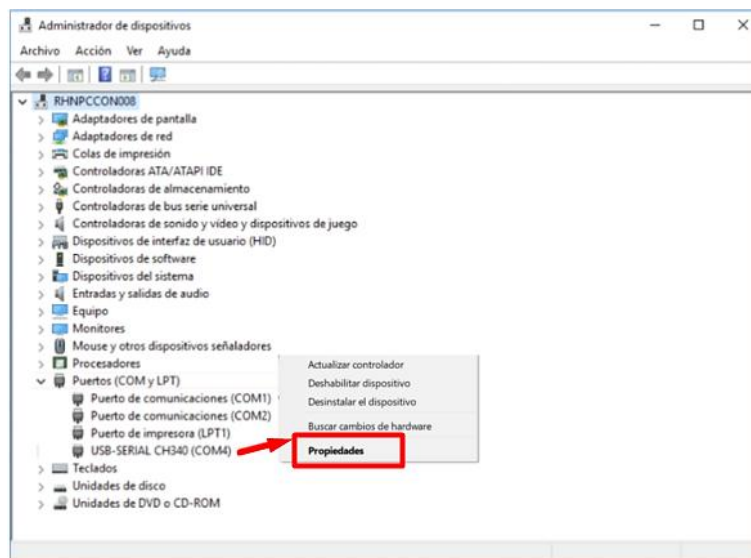 Administrador de dispositivos
Archivo Acción Ver Ayuda
RHNPCCON008
Adaptadores de pantalla
Adaptadores de red
Colas de impresión
Controladoras ATA/ATAPI IDE
Controladoras de almacenamiento
Controladoras de bus serie universal
Controladoras de sonido y vídeo y dispositivos de juego
Dispositivos de interfaz de usuario (HID)
Dispositivos de software
Dispositivos del sistema
Entradas y salidas de audio
Equipo
Monitores
Mouse y otros dispositivos señaladores
Procesadores
Puertos (COM y LPT)
Puerto de comunicaciones (COM1)
Puerto de comunicaciones (COM2)
Puerto de impresora (LPT1)
USB-SERIAL CH340 (COM4)
Teclados
Unidades de disco
Unidades de DVD o CD-ROM
Actualizar controlador
Deshabilitar dispositivo
Desinstalar el dispositivo
Buscar cambios de hardware
Propiedades